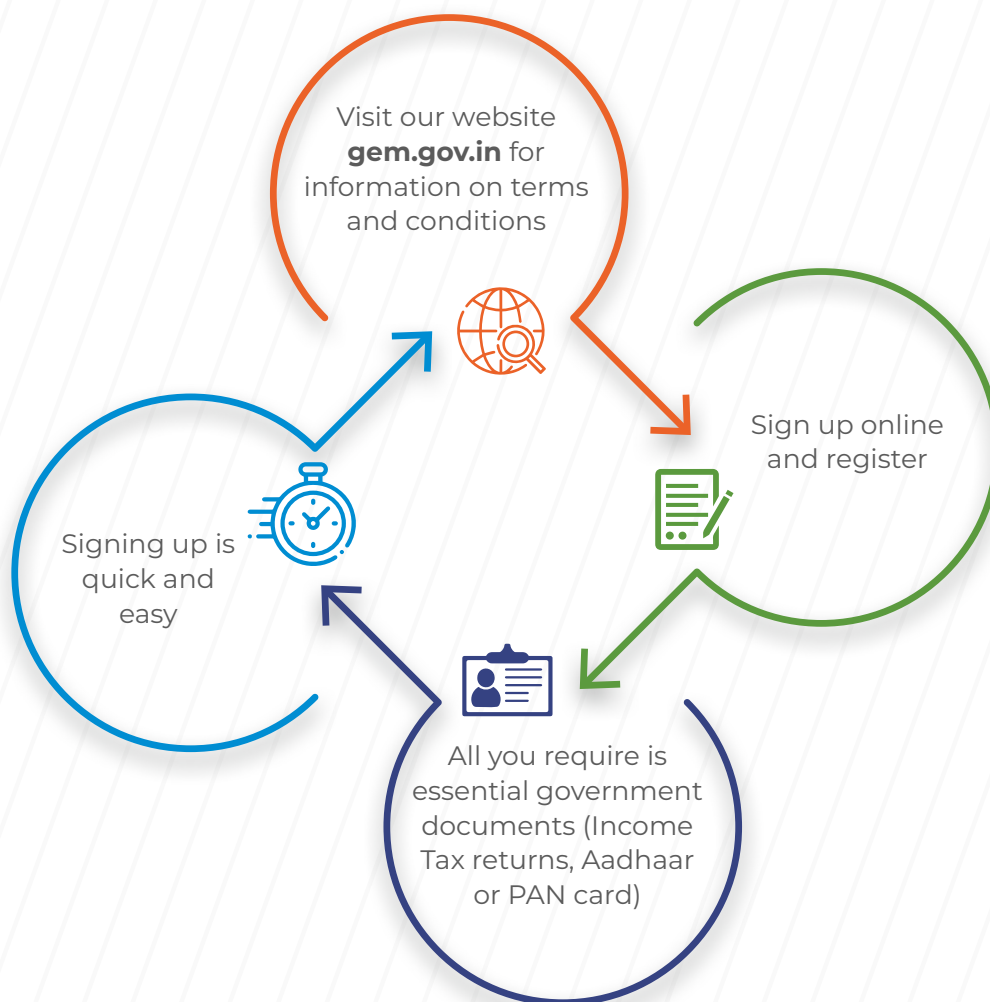 Visit our website
gem.gov.in for
information on terms
and conditions
Sign up online
and register
All you require is
essential government
documents (Income
Tax returns, Aadhaar
or PAN card)
Signing up is
quick and
easy